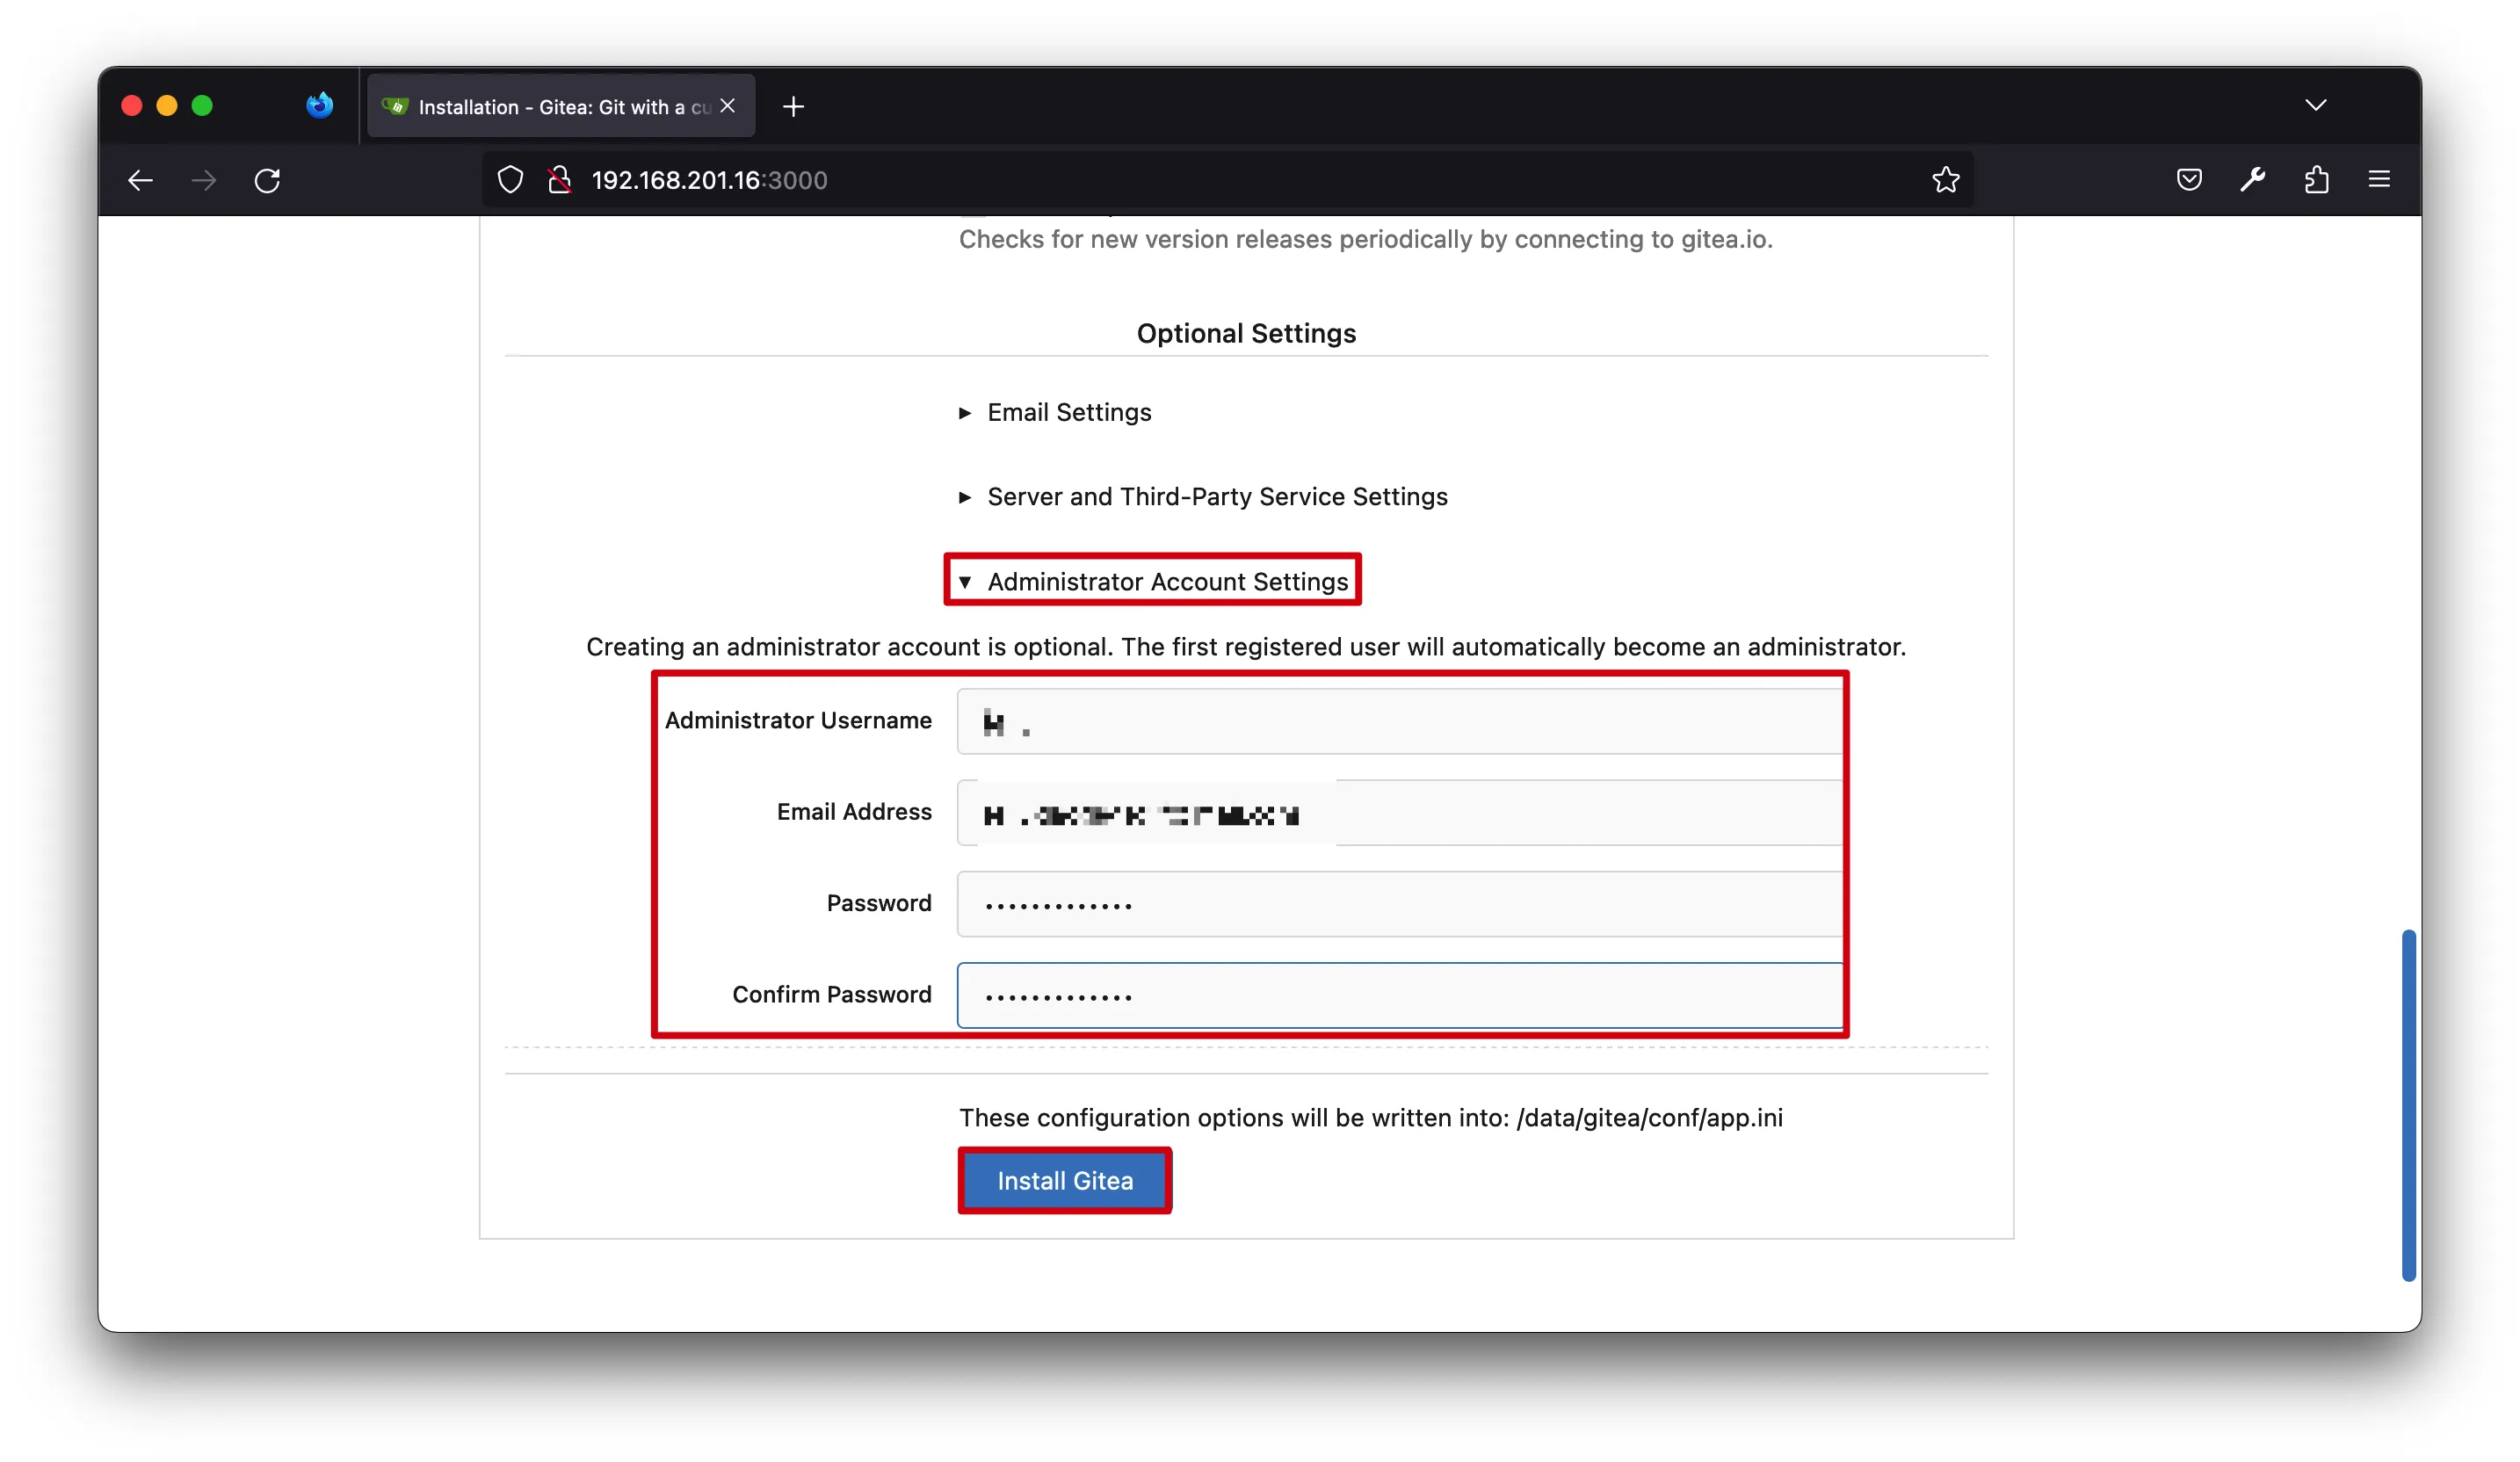 Installation - Gitea: Git with a cu
192.168.201.16:3000
Checks for new version releases periodically by connecting to gitea.io.
Optional Settings
Email Settings
Server and Third-Party Service Settings
Administrator Account Settings
Creating an administrator account is optional. The first registered user will automatically become an administrator.
Administrator Username
Email Address
Password •••••••••••••
Confirm Password •••••••••••••
These configuration options will be written into: /data/gitea/conf/app.ini
Install Gitea